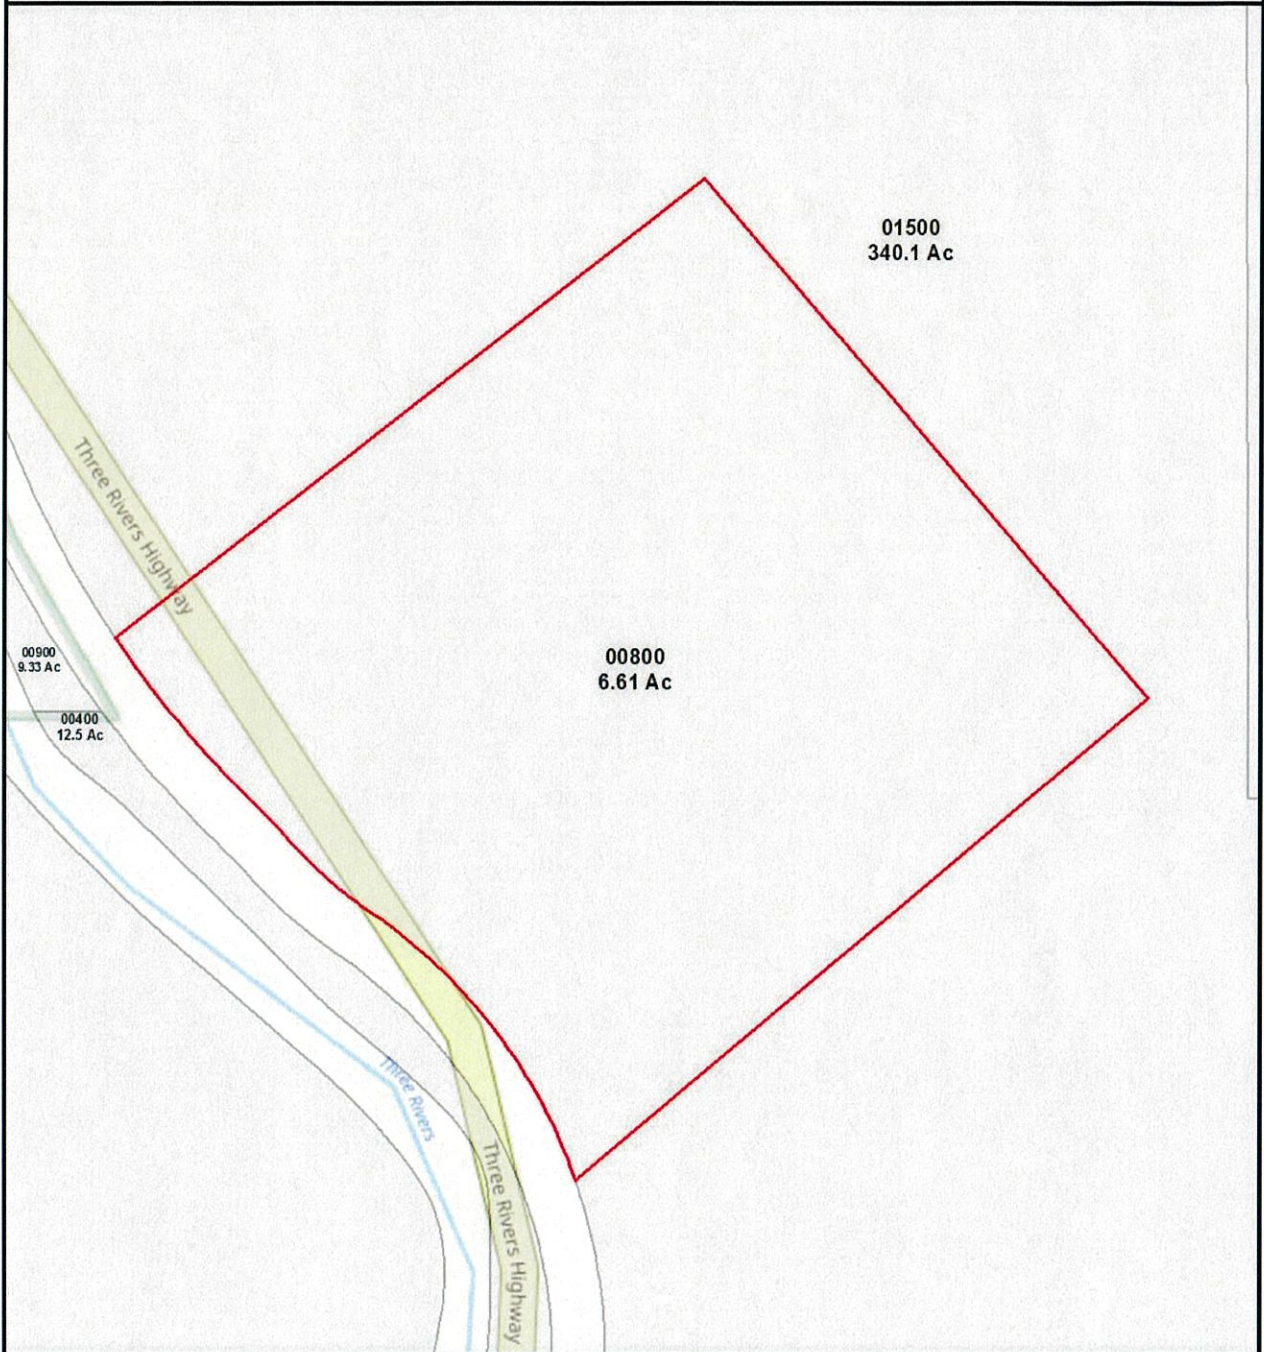 01500
340.1 Ac
Three Rivers Highway
00900
9.33 Ac
00800
6.61 Ac
00400
12.5 Ac
Three Rivers
Three Rivers Highway